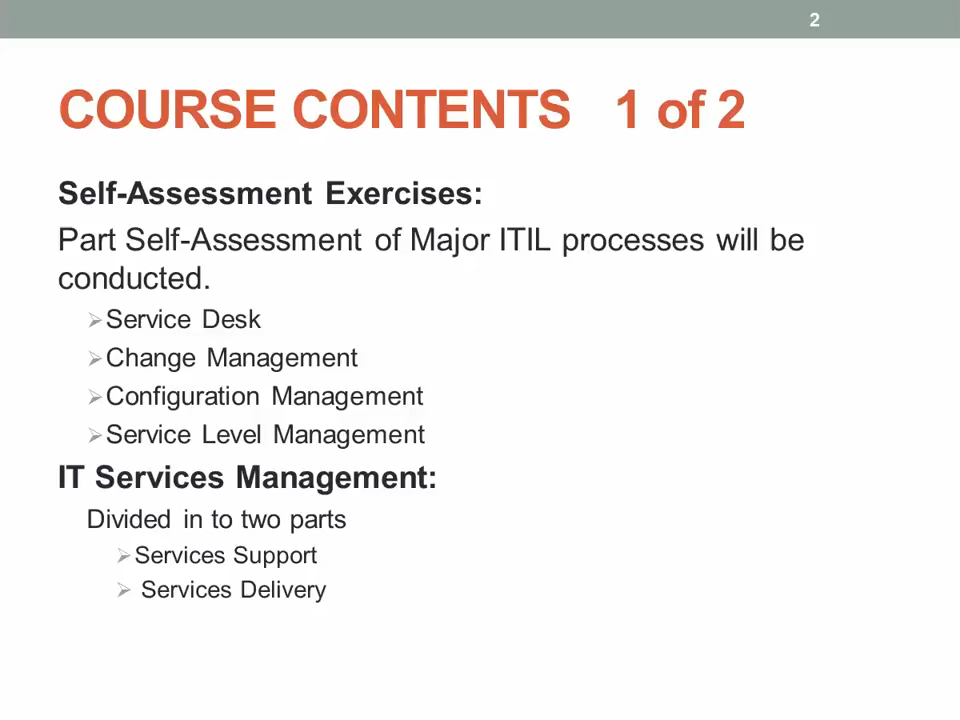 2
COURSE CONTENTS 1 of 2
Self-Assessment Exercises:
Part Self-Assessment of Major ITIL processes will be
conducted.
Service Desk
Change Management
Configuration Management
Service Level Management
IT Services Management:
Divided in to two parts
Services Support
Services Delivery